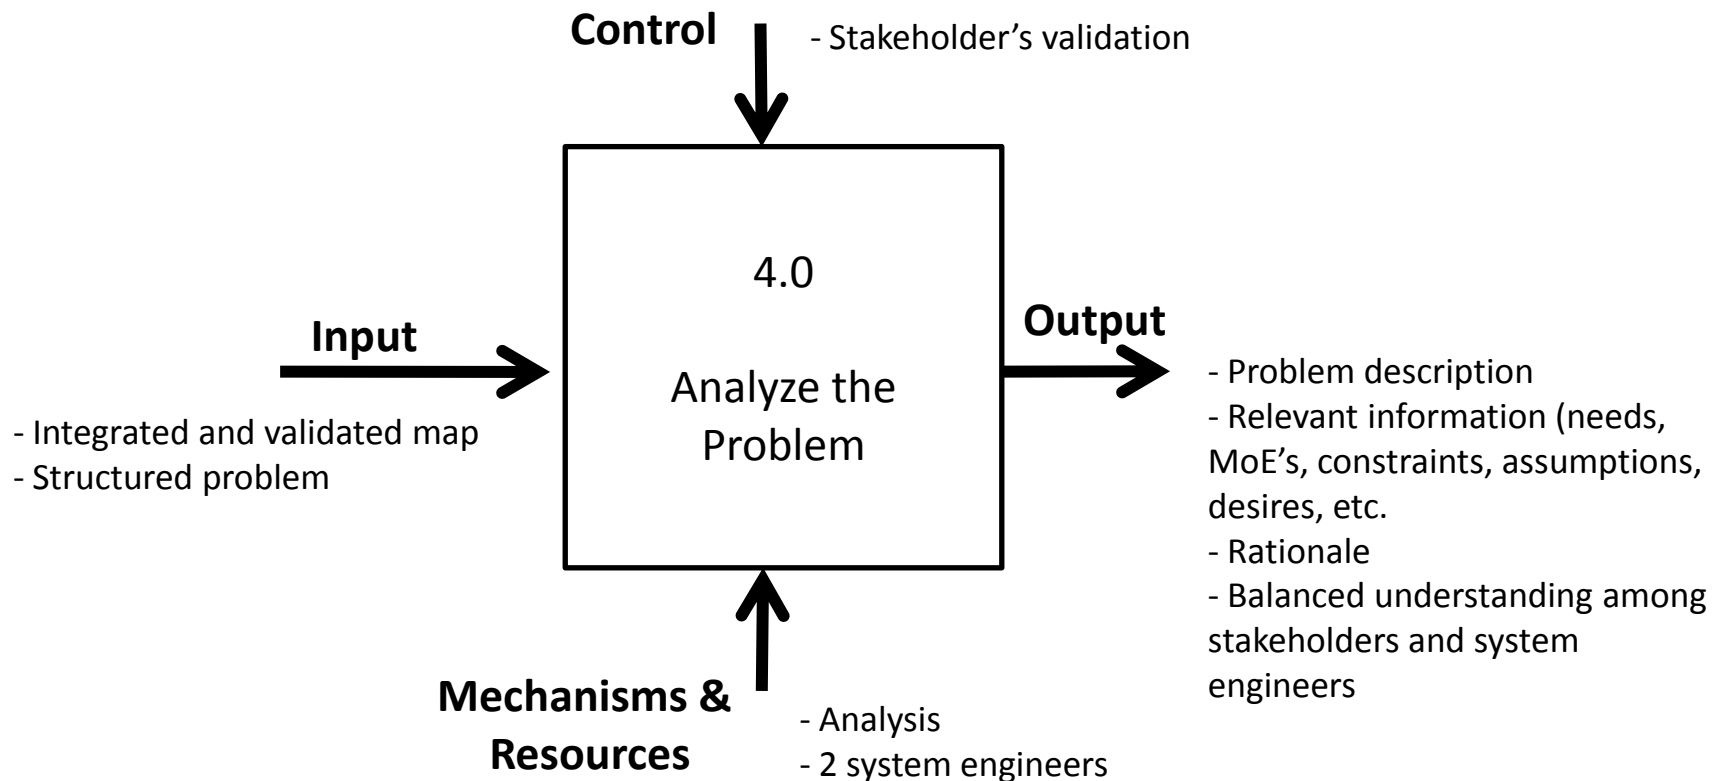 Control
- Stakeholder’s validation
4.0
Analyze the
Problem
Input
- Integrated and validated map
- Structured problem
Output
- Problem description
- Relevant information (needs,
MoE’s, constraints, assumptions,
desires, etc.
- Rationale
- Balanced understanding among
stakeholders and system
engineers
Mechanisms &
Resources
- Analysis
- 2 system engineers